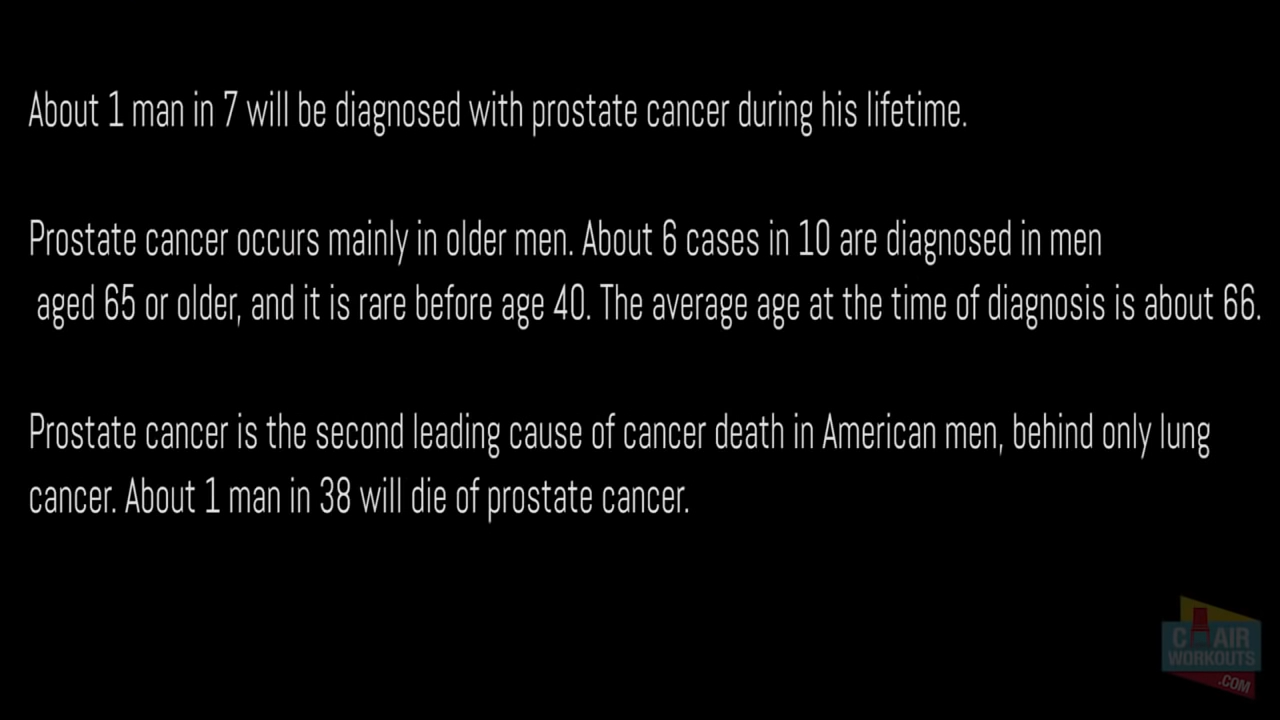 About 1 man in 7 will be diagnosed with prostate cancer during his lifetime.
Prostate cancer occurs mainly in older men. About 6 cases in 10 are diagnosed in men
aged 65 or older, and it is rare before age 40. The average age at the time of diagnosis is about 66.
Prostate cancer is the second leading cause of cancer death in American men, behind only lung
cancer. About 1 man in 38 will die of prostate cancer.
CHAIR
WORKOUTS
.COM